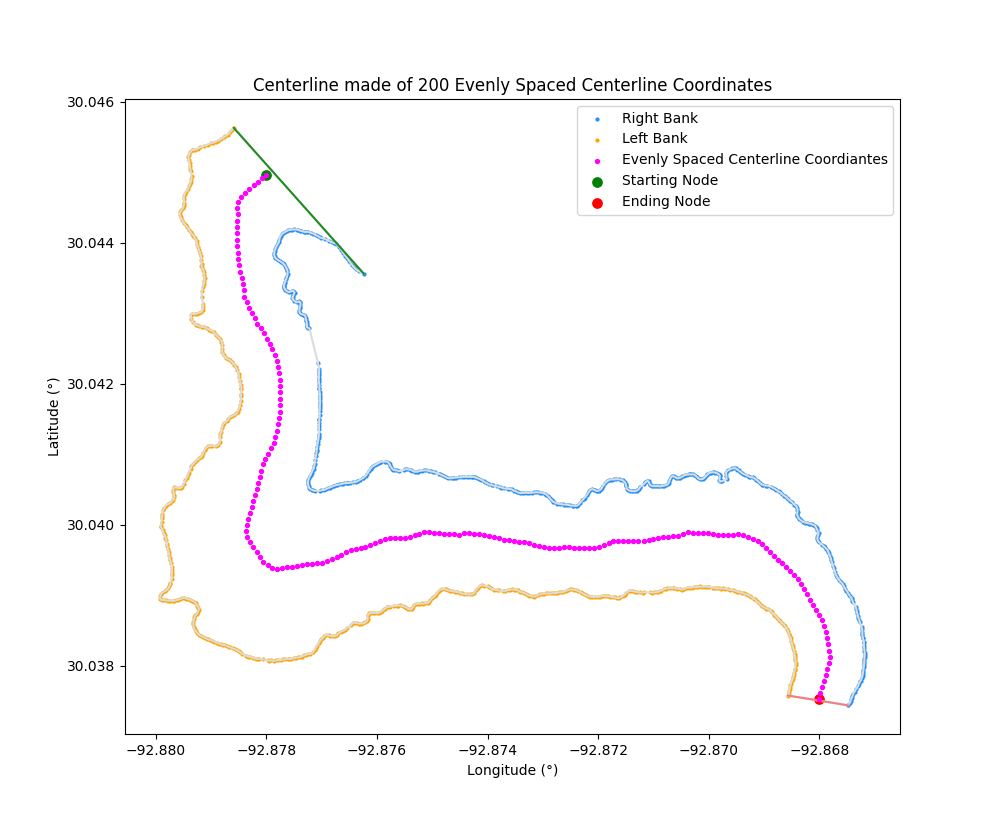 Centerline made of 200 Evenly Spaced Centerline Coordinates
Right Bank
Left Bank
Evenly Spaced Centerline Coordiantes
Starting Node
Ending Node
30.046
30.044
30.042
30.040
30.038
Latitude (°)
−92.880 −92.878 −92.876 −92.874 −92.872 −92.870 −92.868
Longitude (°)